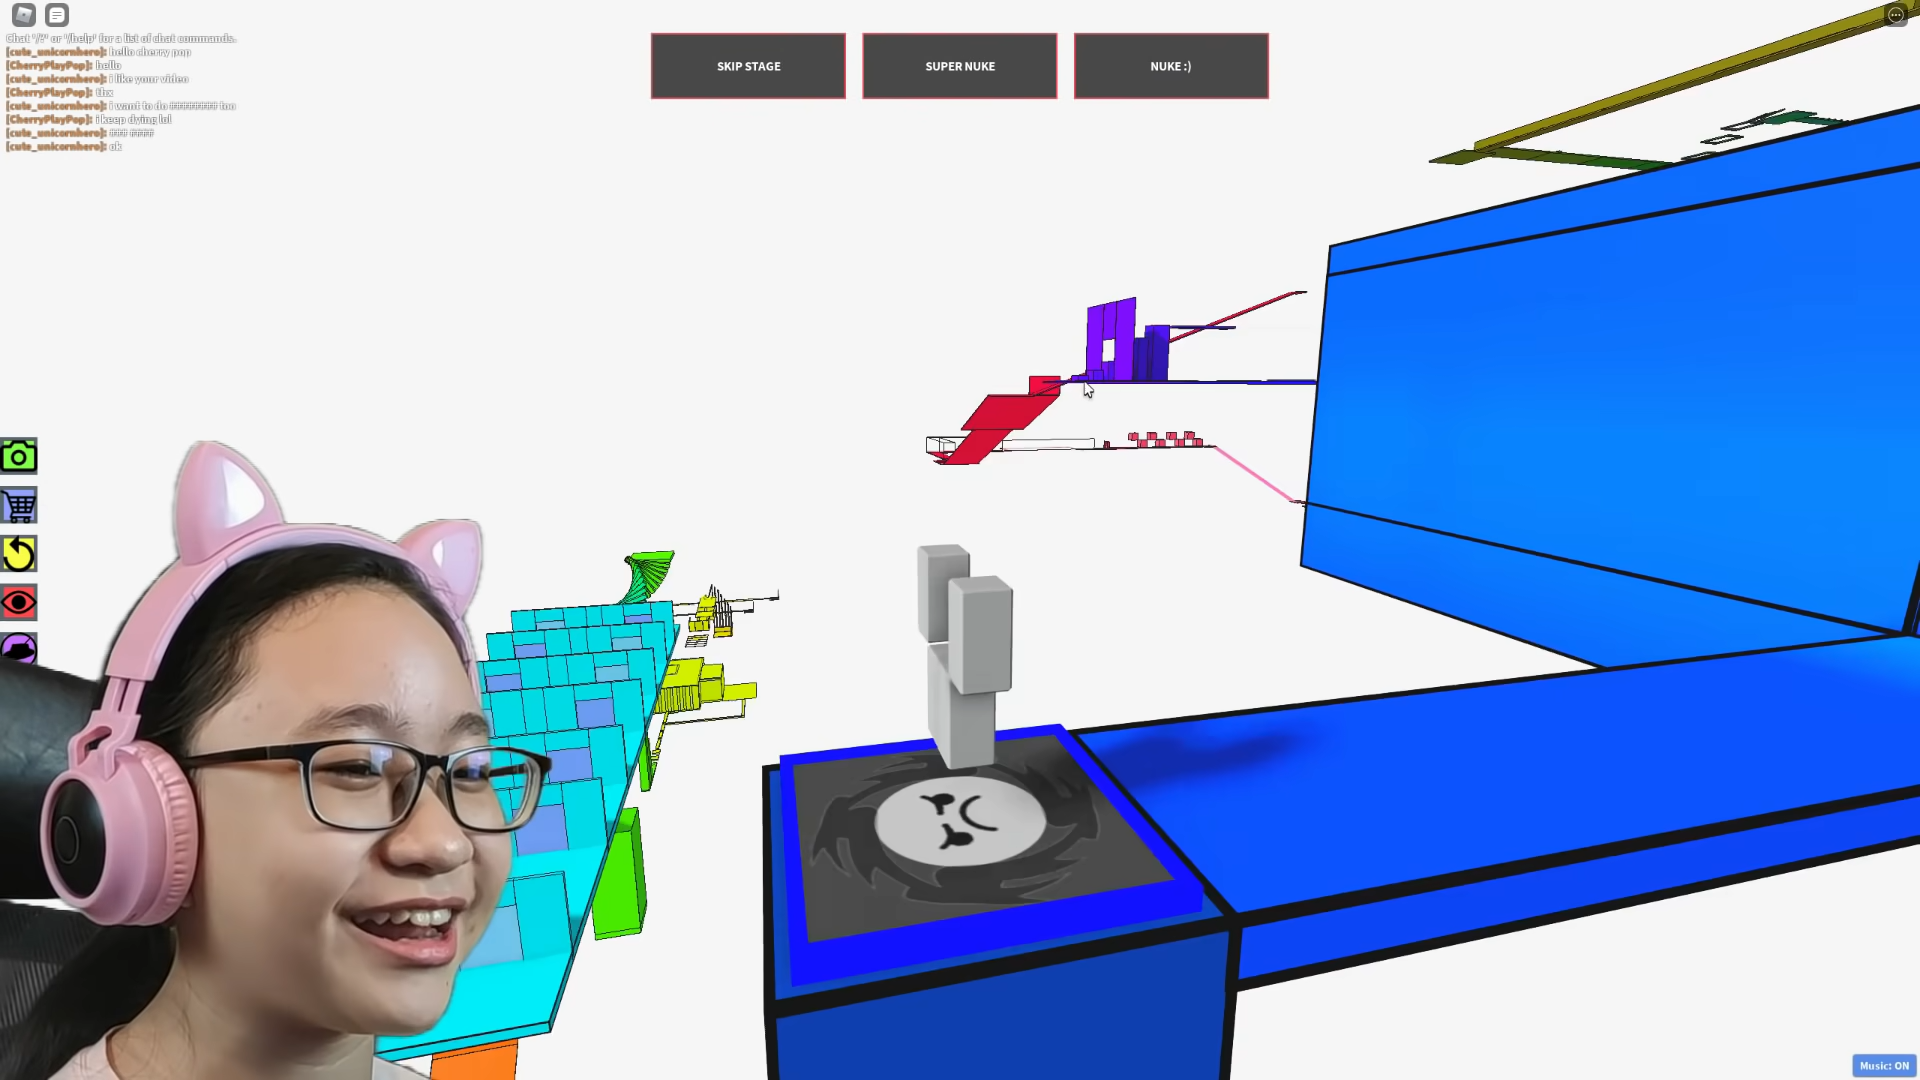 Chat '/?' or '/help' for a list of chat commands.
[cute_unicornhero]: hello cherry pop
[CherryPlayPop]: hello
[cute_unicornhero]: i like your video
[CherryPlayPop]: thx
[cute_unicornhero]: i want to do ######## too
[CherryPlayPop]: i keep dying lol
[cute_unicornhero]: ### ####
[cute_unicornhero]: ok
SKIP STAGE
SUPER NUKE
NUKE :)
Music: ON